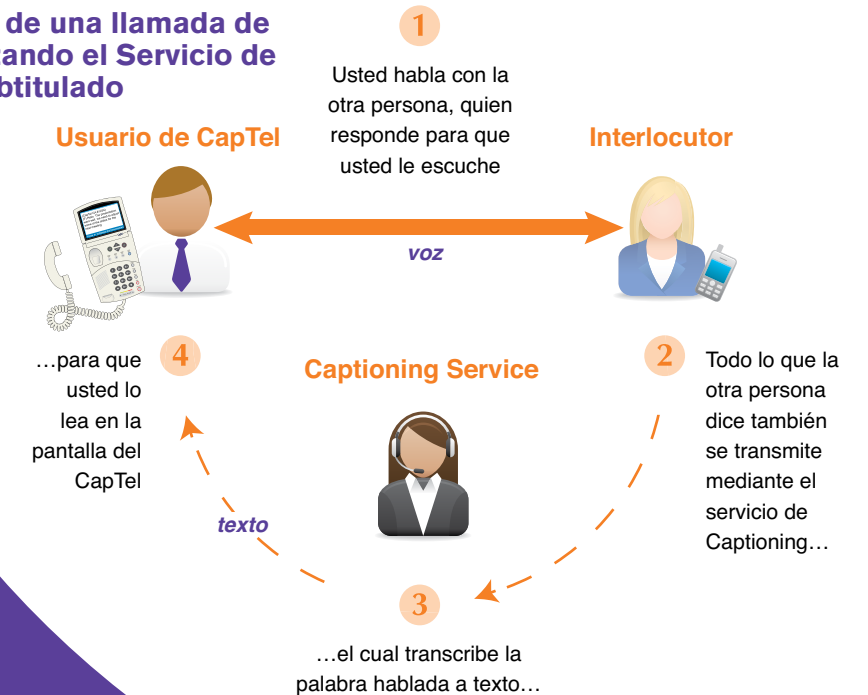 de una llamada de
ando el Servicio de
btitulado
1
Usted habla con la
otra persona, quien
responde para que
usted le escuche
Usuario de CapTel
Interlocutor
voz
2
Todo lo que la
otra persona
dice también
se transmite
mediante el
servicio de
Captioning…
Captioning Service
3
…el cual transcribe la
palabra hablada a texto…
texto
4
…para que
usted lo
lea en la
pantalla del
CapTel